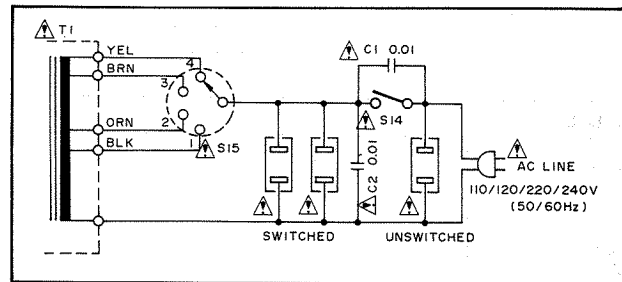 T1
YEL
BRN
ORN
BLK
4
3
2
1
S15
C1 0.01
S14
C2 0.01
SWITCHED
UNSWITCHED
AC LINE
110/120/220/240V
(50/60Hz)